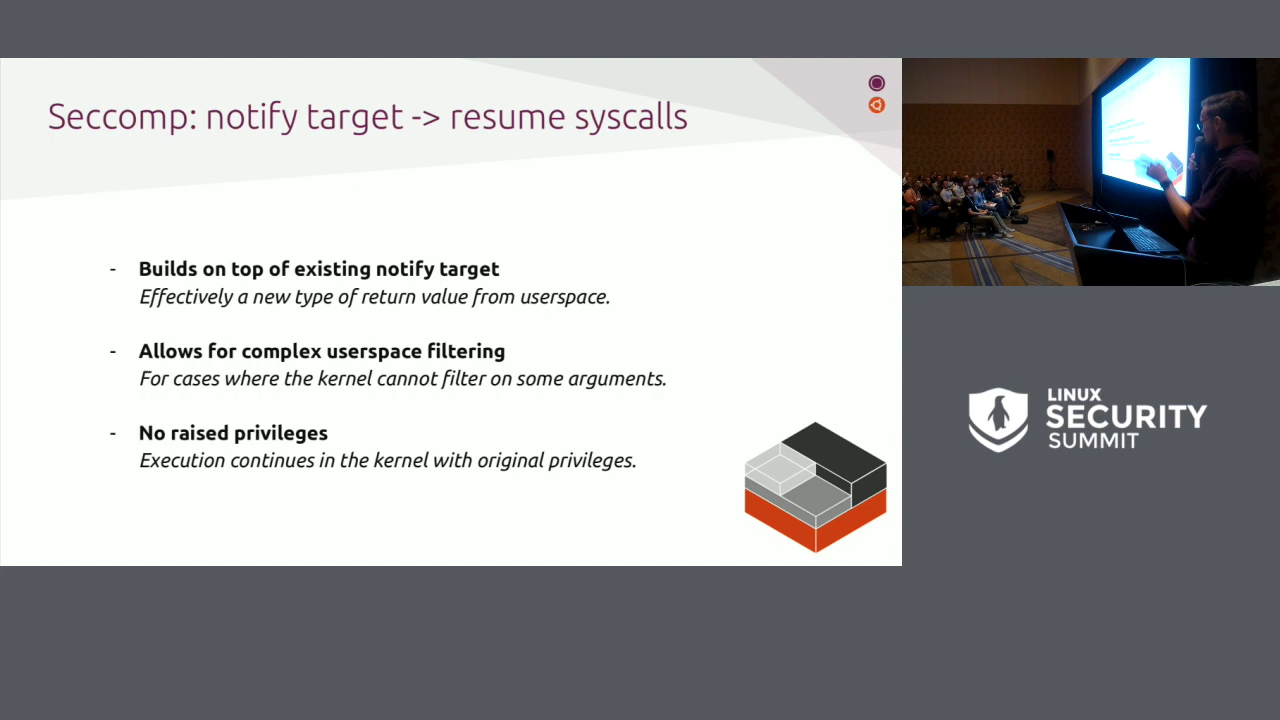 Seccomp: notify target -> resume syscalls
- Builds on top of existing notify target
Effectively a new type of return value from userspace.
- Allows for complex userspace filtering
For cases where the kernel cannot filter on some arguments.
- No raised privileges
Execution continues in the kernel with original privileges.
LINUX
SECURITY
SUMMIT